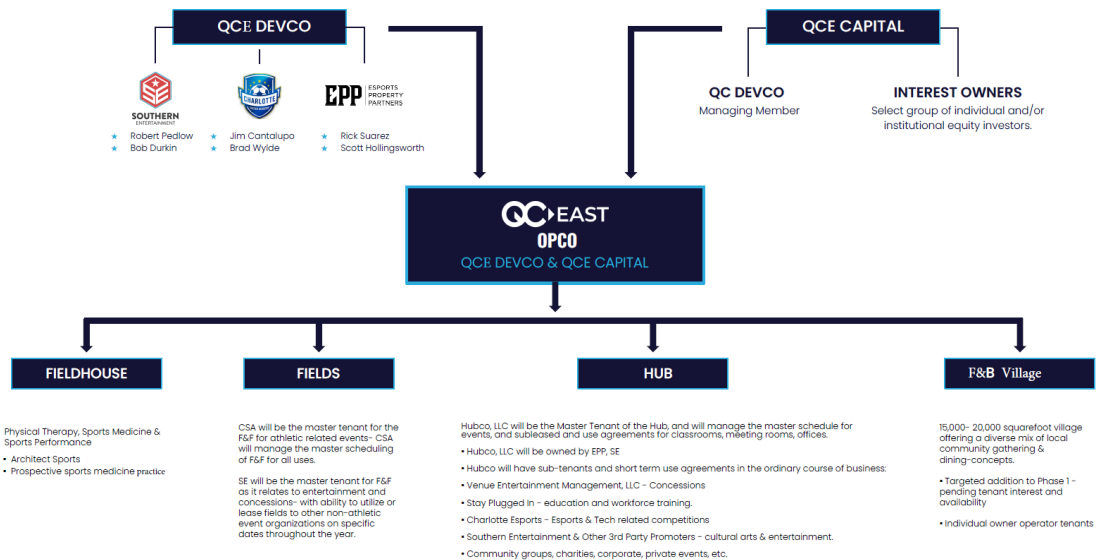 QCE DEVCO
QCE CAPITAL
SOUTHERN
ENTERTAINMENT
CHARLOTTE
EPP ESPORTS
PROPERTY
PARTNERS
★ Robert Pedlow
★ Bob Durkin
★ Jim Cantalupo
★ Brad Wylde
★ Rick Suarez
★ Scott Hollingsworth
QC DEVCO
Managing Member
INTEREST OWNERS
Select group of individual and/or
institutional equity investors.
QC EAST
OPCO
QCE DEVCO & QCE CAPITAL
FIELDHOUSE
FIELDS
HUB
F&B Village
Physical Therapy, Sports Medicine &
Sports Performance
• Architect Sports
• Prospective sports medicine practice
CSA will be the master tenant for the
F&F for athletic related events- CSA
will manage the master scheduling
of F&F for all uses.
SE will be the master tenant for F&F
as it relates to entertainment and
concessions- with ability to utilize or
lease fields to other non-athletic
event organizations on specific
dates throughout the year.
Hubco, LLC will be the Master Tenant of the Hub, and will manage the master schedule for
events, and subleased and use agreements for classrooms, meeting rooms, offices.
• Hubco, LLC will be owned by EPP, SE
• Hubco will have sub-tenants and short term use agreements in the ordinary course of business:
• Venue Entertainment Management, LLC - Concessions
• Stay Plugged In - education and workforce training.
• Charlotte Esports - Esports & Tech related competitions
• Southern Entertainment & Other 3rd Party Promoters - cultural arts & entertainment.
• Community groups, charities, corporate, private events, etc.
15,000- 20,000 squarefoot village
offering a diverse mix of local
community gathering &
dining-concepts.
• Targeted addition to Phase 1 -
pending tenant interest and
availability
• Individual owner operator tenants